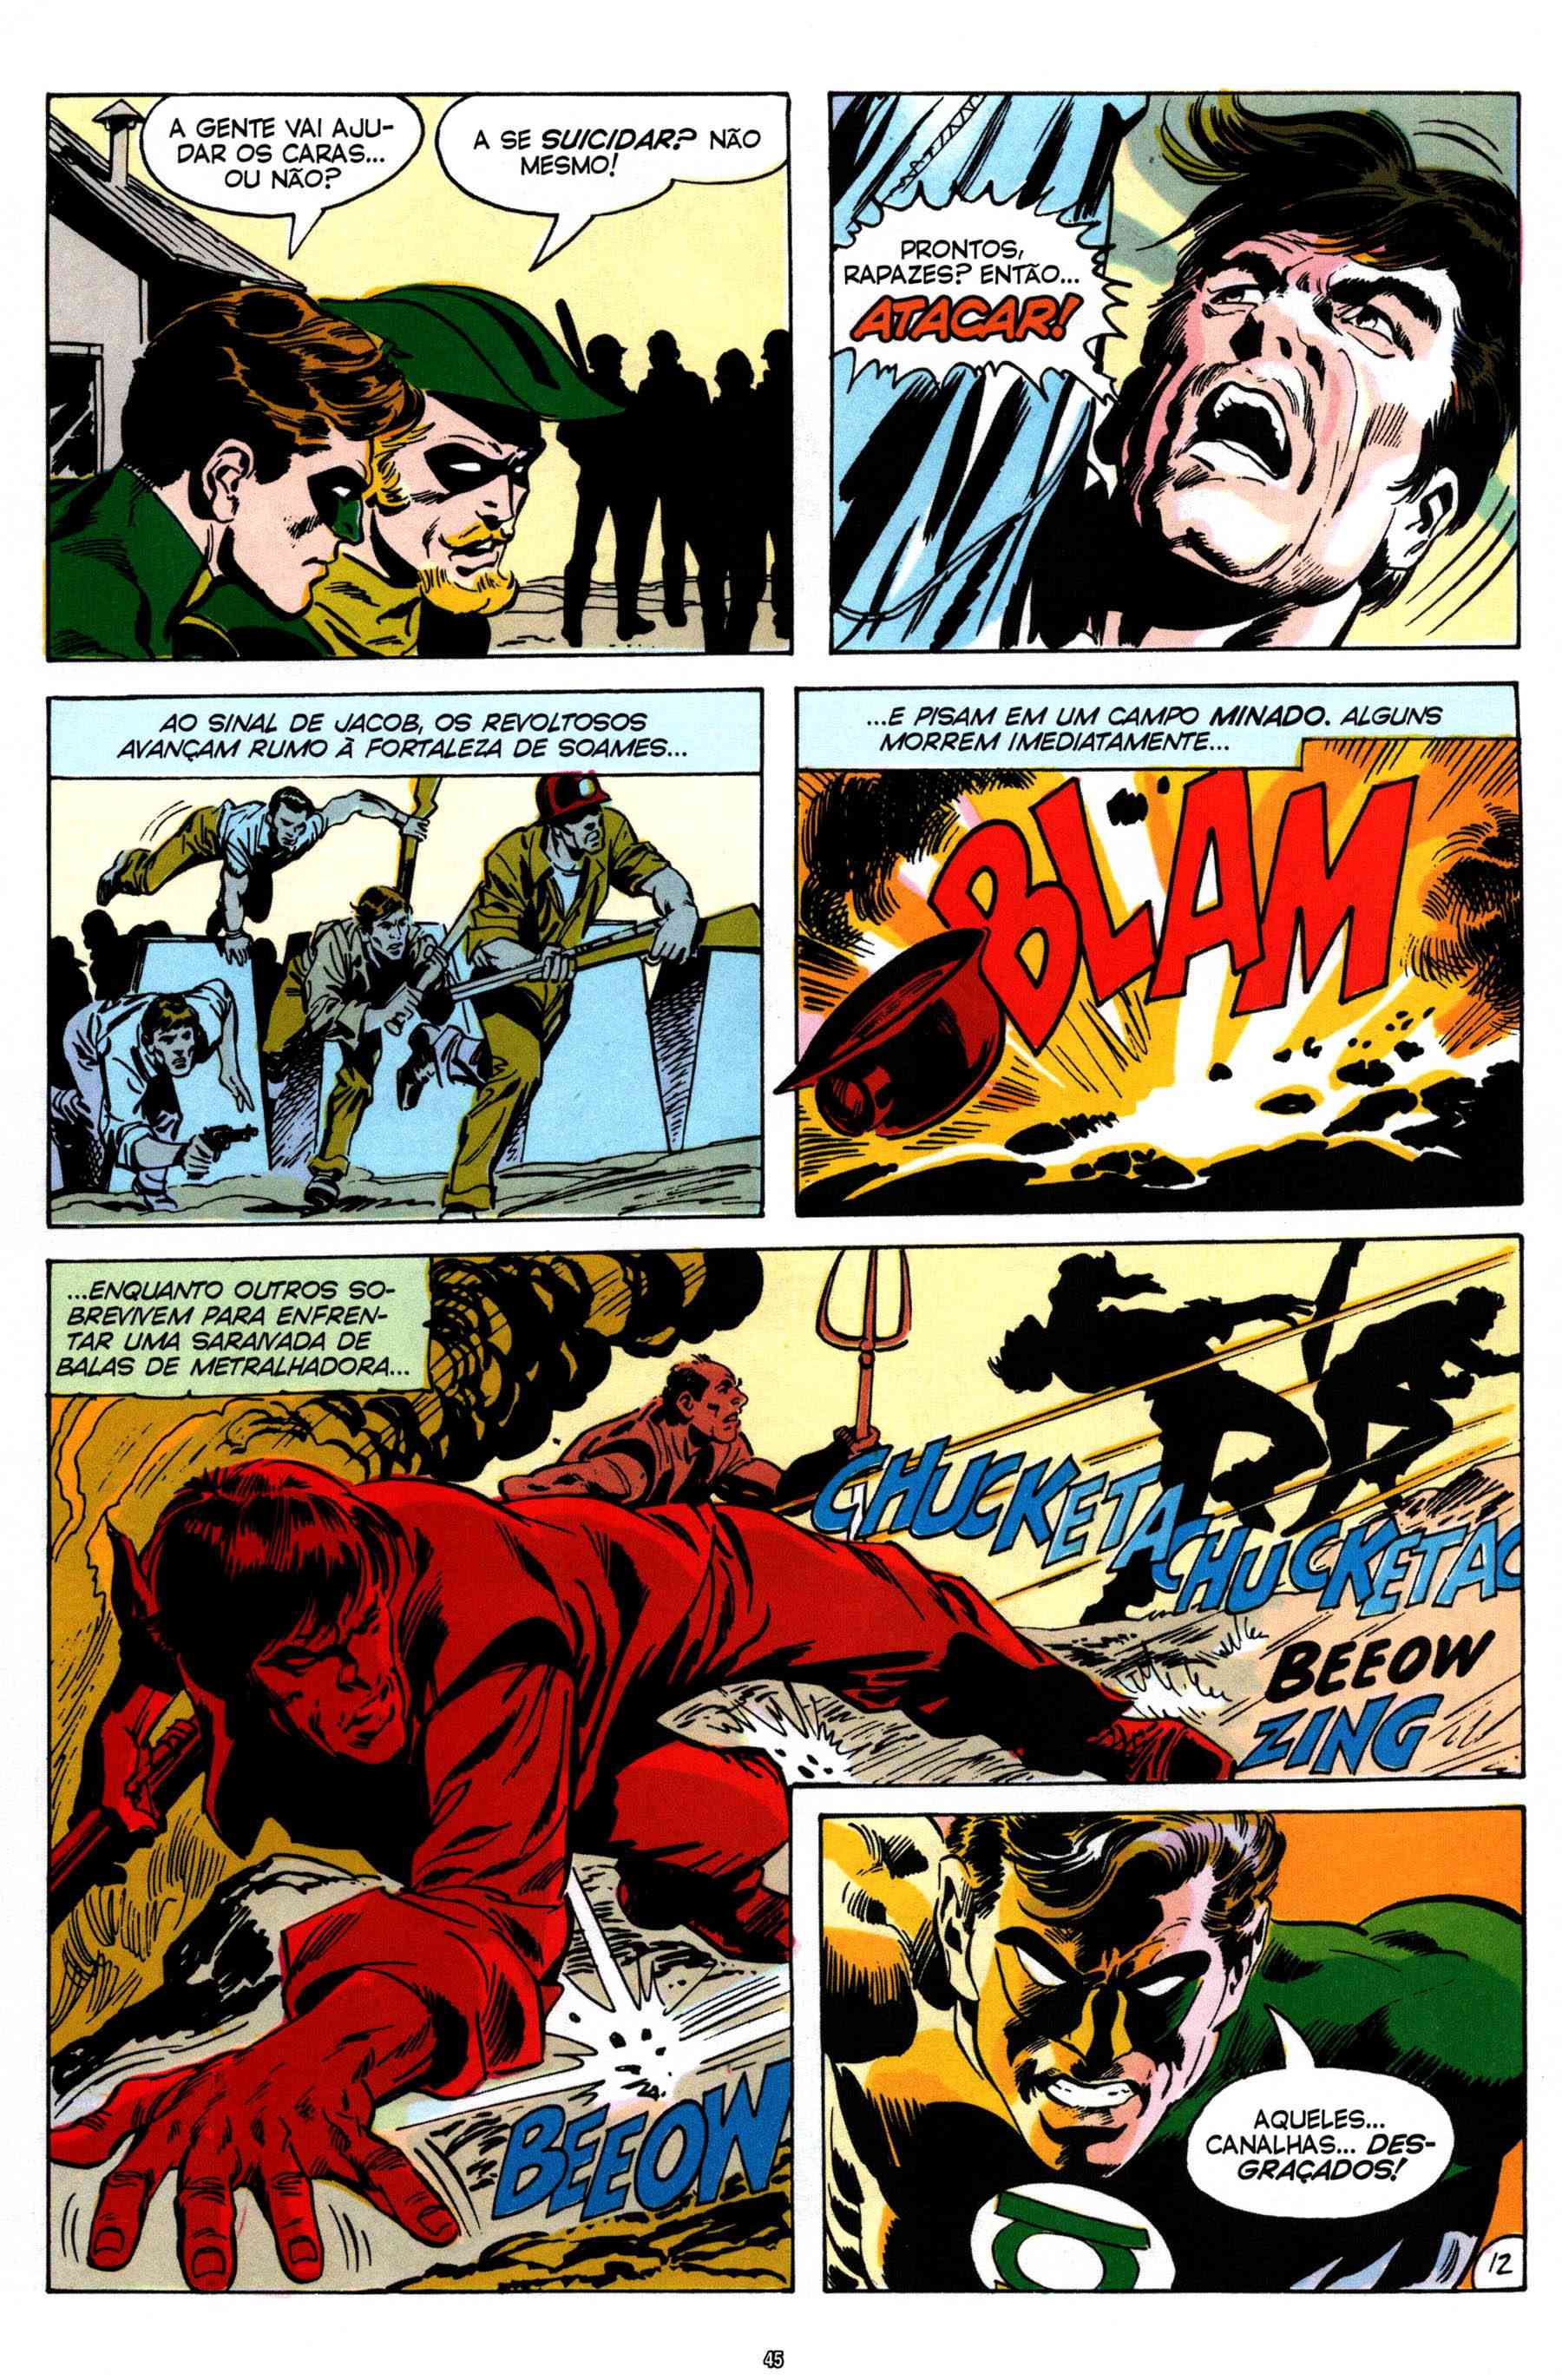 A GENTE VAI AJU-
DAR OS CARAS...
OU NÃO?
A SE SUICIDAR? NÃO
MESMO!
PRONTOS,
RAPAZES? ENTÃO...
ATACAR!
AO SINAL DE JACOB, OS REVOLTOSOS
AVANÇAM RUMO À FORTALEZA DE SOAMES...
...E PISAM EM UM CAMPO MINADO. ALGUNS
MORREM IMEDIATAMENTE...
BLAM
...ENQUANTO OUTROS SO-
BREVIVEM PARA ENFREN-
TAR UMA SARAIVADA DE
BALAS DE METRALHADORA...
CHUCKETA
CHUCKETAC
BEEOW
ZING
BEEOW
AQUELES...
CANALHAS... DES-
GRAÇADOS!
12
45